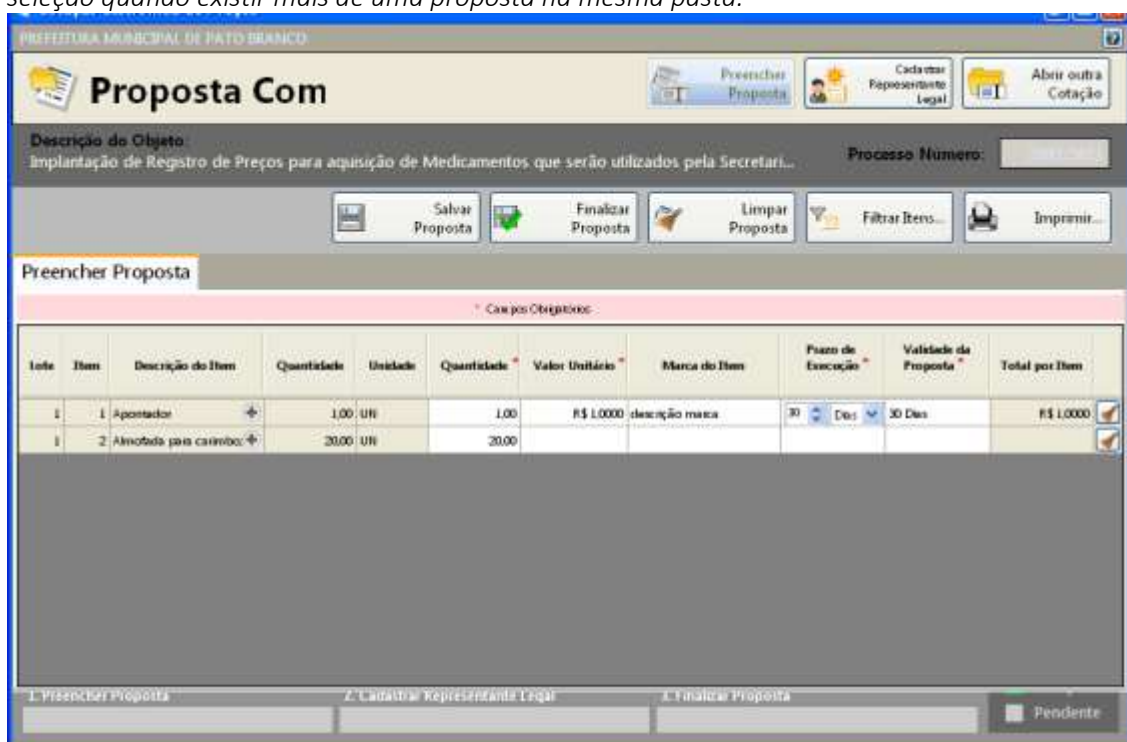 seleção quando existir mais de uma proposta na mesma pasta.
PREFEITURA MUNICIPAL DE PATO BRANCO
Proposta Com
Preencher Proposta
Cadastrar Representante Legal
Abrir outra Cotação
Descrição do Objeto:
Implantação de Registro de Preços para aquisição de Medicamentos que serão utilizados pela Secretari...
Processo Número:
Salvar Proposta
Finalizar Proposta
Limpar Proposta
Filtrar Itens...
Imprimir...
Preencher Proposta
* Campos Obrigatórios
Lote Item Descrição do Item Quantidade Unidade Quantidade * Valor Unitário * Marca do Item Prazo de Execução * Validade da Proposta * Total por Item
1 1 Apontador + 1,00 UN 1,00 R$ 1,0000 descrição marca 30 Dias 30 Dias R$ 1,0000
1 2 Almofada para carimbo; + 20,00 UN 20,00
1. Preencher Proposta 2. Cadastrar Representante Legal 3. Finalizar Proposta
Pendente